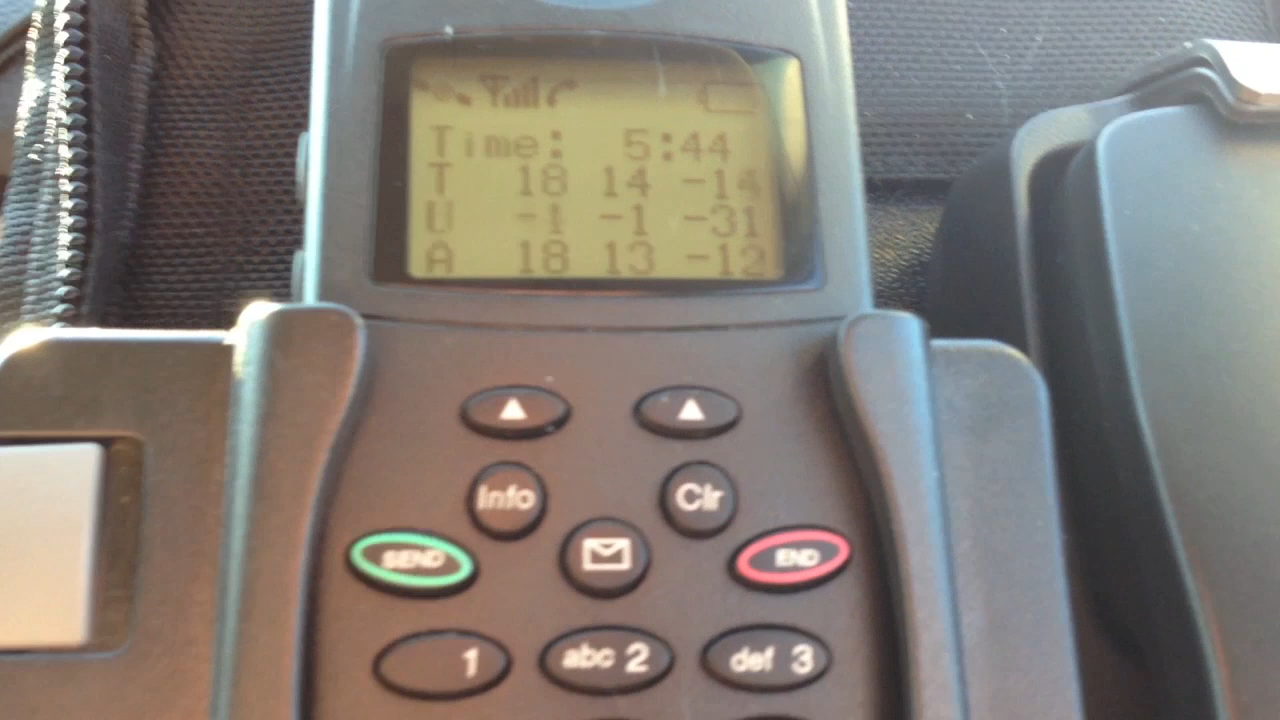 Time: 5:44
T 18 14 -14
U -1 -1 -31
A 18 13 -12
Info Clr
SEND END
1 abc 2 def 3